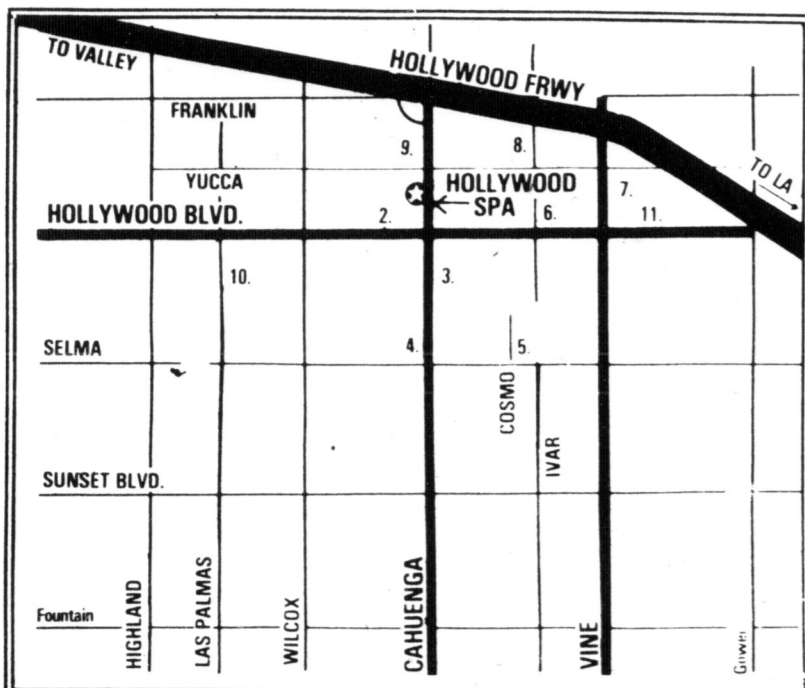 TO VALLEY
HOLLYWOOD FRWY
FRANKLIN
9.
8.
TO LA
YUCCA
HOLLYWOOD
SPA
7.
HOLLYWOOD BLVD.
2.
6.
11.
10.
3.
SELMA
4.
5.
COSMO
IVAR
SUNSET BLVD.
Fountain
HIGHLAND
LAS PALMAS
WILCOX
CAHUENGA
VINE
Gower